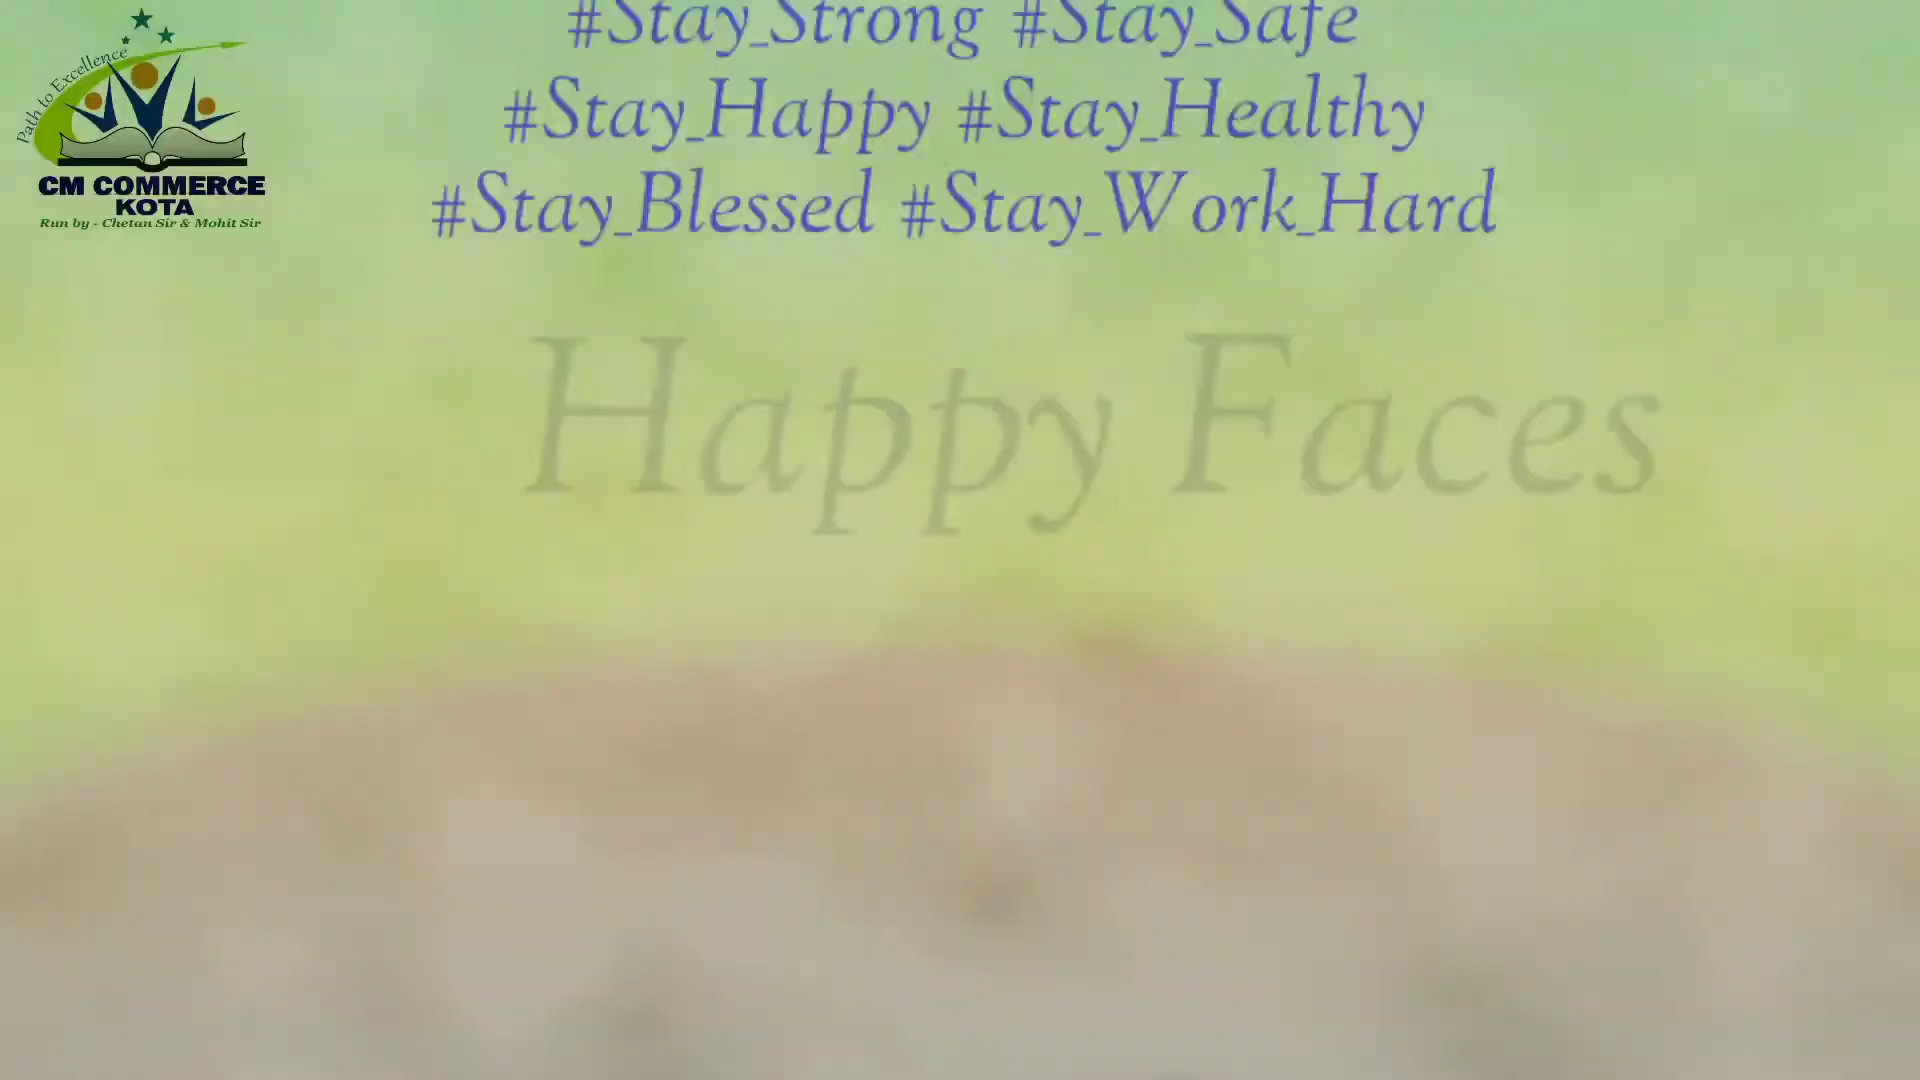 #Stay_Strong #Stay_Safe
#Stay_Happy #Stay_Healthy
#Stay_Blessed #Stay_Work_Hard
Path to Excellence
CM COMMERCE
KOTA
Run by - Chetan Sir & Mohit Sir
Happy Faces